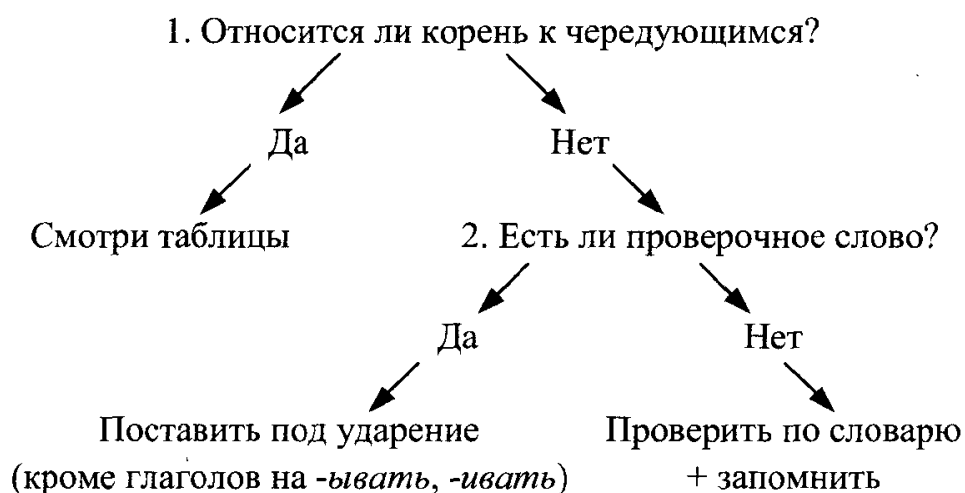 1. Относится ли корень к чередующимся?
Да
Нет
Смотри таблицы
2. Есть ли проверочное слово?
Да
Нет
Поставить под ударение
(кроме глаголов на -ывать, -ивать)
Проверить по словарю
+ запомнить